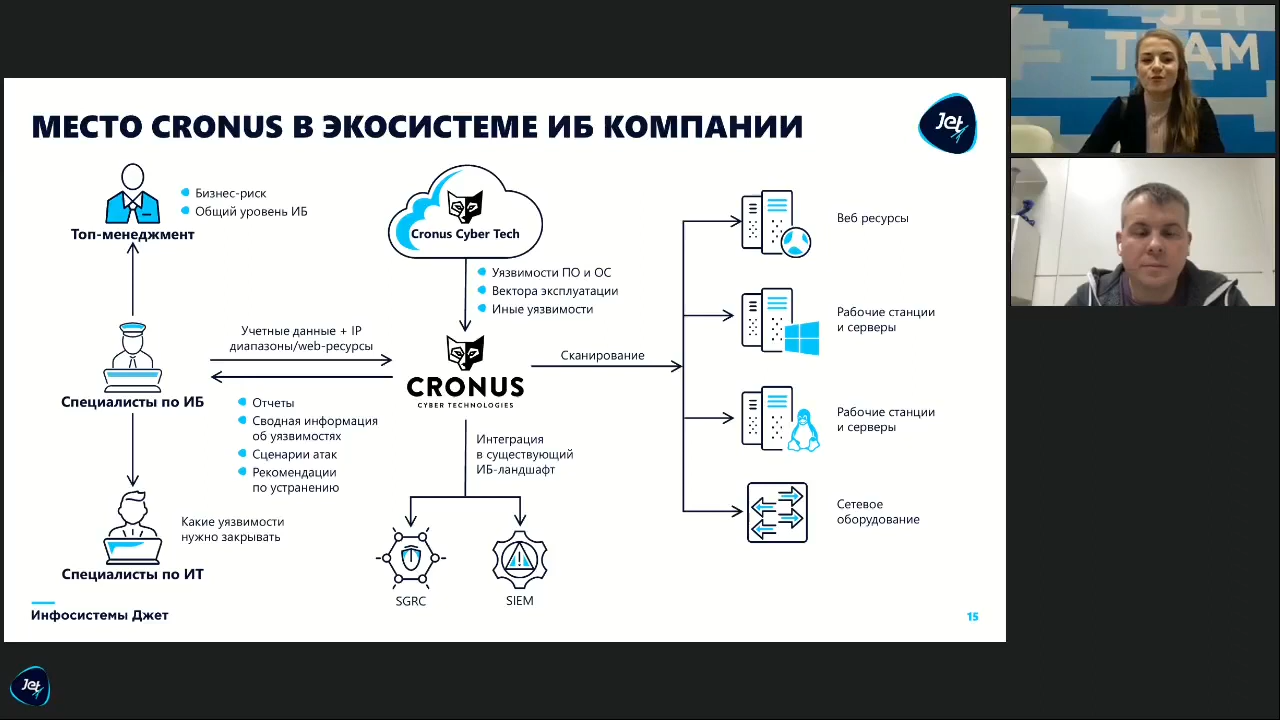 МЕСТО CRONUS В ЭКОСИСТЕМЕ ИБ КОМПАНИИ
Jet
Бизнес-риск
Общий уровень ИБ
Топ-менеджмент
Cronus Cyber Tech
Уязвимости ПО и ОС
Вектора эксплуатации
Иные уязвимости
Веб ресурсы
Рабочие станции
и серверы
Учетные данные + IP
диапазоны/web-ресурсы
Специалисты по ИБ
CRONUS
CYBER TECHNOLOGIES
Сканирование
Отчеты
Сводная информация
об уязвимостях
Сценарии атак
Рекомендации
по устранению
Рабочие станции
и серверы
Интеграция
в существующий
ИБ-ландшафт
Какие уязвимости
нужно закрывать
Специалисты по ИТ
Сетевое
оборудование
SGRC
SIEM
Инфосистемы Джет
15
JET
TEAM
Jet